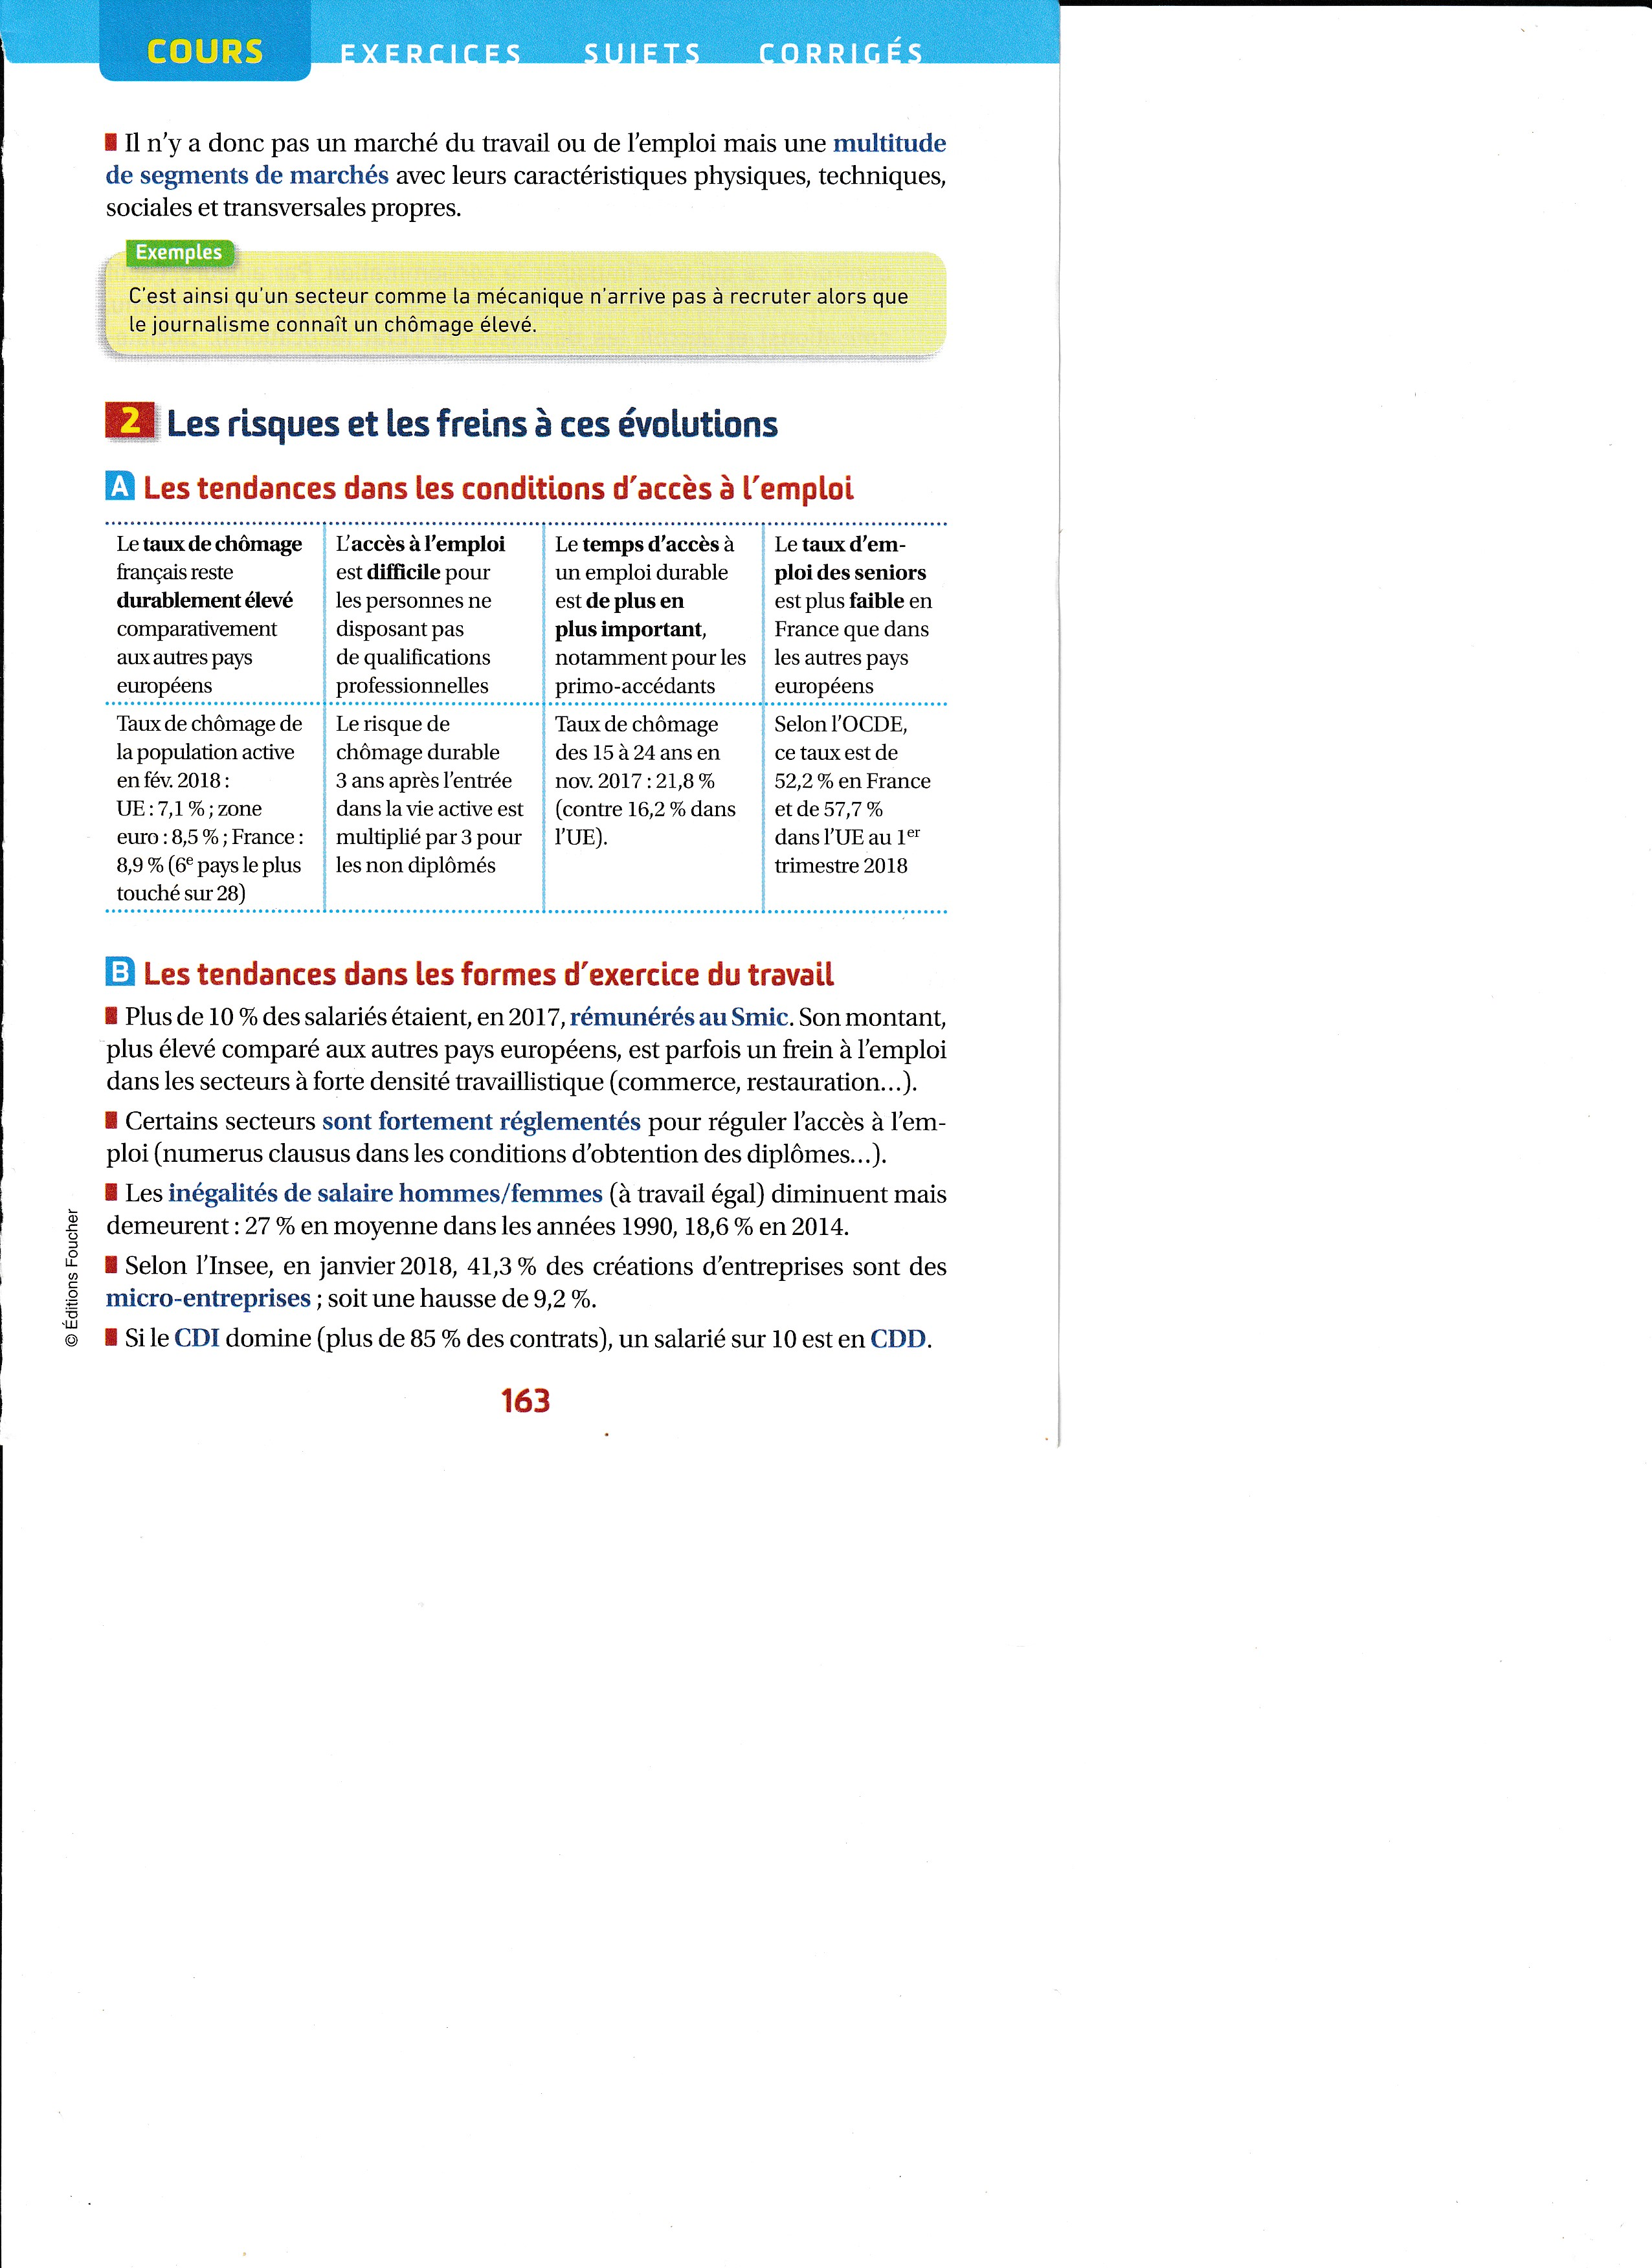 COURS EXERCICES SUJETS CORRIGÉS
Il n'y a donc pas un marché du travail ou de l'emploi mais une multitude
de segments de marchés avec leurs caractéristiques physiques, techniques,
sociales et transversales propres.
Exemples
C'est ainsi qu'un secteur comme la mécanique n'arrive pas à recruter alors que
le journalisme connaît un chômage élevé.
2 Les risques et les freins à ces évolutions
A Les tendances dans les conditions d'accès à l'emploi
Le taux de chômage
français reste
durablement élevé
comparativement
aux autres pays
européens
L'accès à l'emploi
est difficile pour
les personnes ne
disposant pas
de qualifications
professionnelles
Le temps d'accès à
un emploi durable
est de plus en
plus important,
notamment pour les
primo-accédants
Le taux d'em-
ploi des seniors
est plus faible en
France que dans
les autres pays
européens
Taux de chômage de
la population active
en fév. 2018 :
UE : 7,1 % ; zone
euro : 8,5 % ; France :
8,9 % (6e pays le plus
touché sur 28)
Le risque de
chômage durable
3 ans après l'entrée
dans la vie active est
multiplié par 3 pour
les non diplômés
Taux de chômage
des 15 à 24 ans en
nov. 2017 : 21,8 %
(contre 16,2 % dans
l'UE).
Selon l'OCDE,
ce taux est de
52,2 % en France
et de 57,7 %
dans l'UE au 1er
trimestre 2018
B Les tendances dans les formes d'exercice du travail
Plus de 10 % des salariés étaient, en 2017, rémunérés au Smic. Son montant,
plus élevé comparé aux autres pays européens, est parfois un frein à l'emploi
dans les secteurs à forte densité travaillistique (commerce, restauration...).
Certains secteurs sont fortement réglementés pour réguler l'accès à l'em-
ploi (numerus clausus dans les conditions d'obtention des diplômes...).
Les inégalités de salaire hommes/femmes (à travail égal) diminuent mais
demeurent : 27 % en moyenne dans les années 1990, 18,6 % en 2014.
Selon l'Insee, en janvier 2018, 41,3 % des créations d'entreprises sont des
micro-entreprises ; soit une hausse de 9,2 %.
Si le CDI domine (plus de 85 % des contrats), un salarié sur 10 est en CDD.
© Éditions Foucher
163